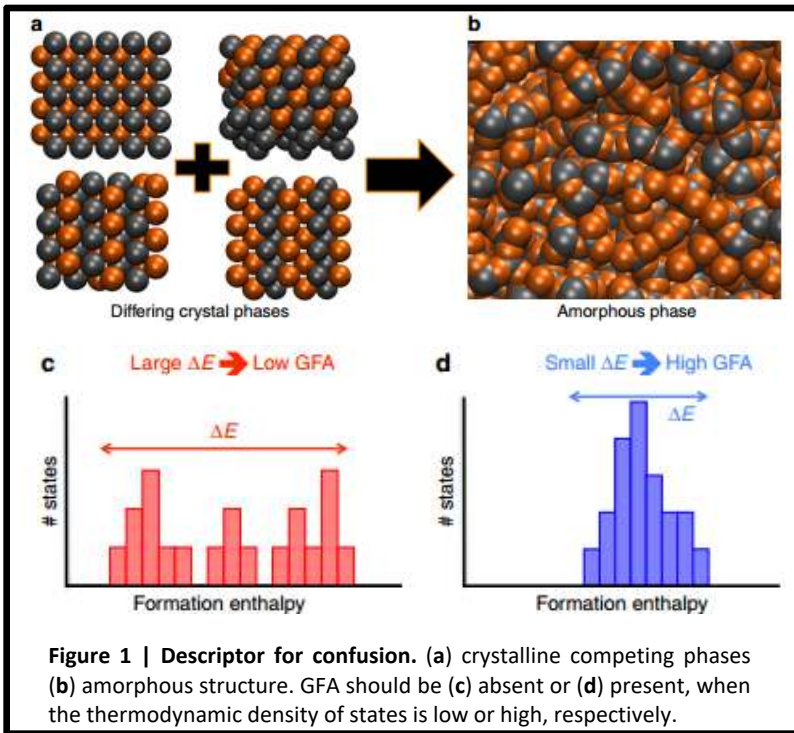 a
b
Differing crystal phases
Amorphous phase
c
Large ΔE ➔ Low GFA
ΔE
# states
Formation enthalpy
d
Small ΔE ➔ High GFA
ΔE
# states
Formation enthalpy
Figure 1 | Descriptor for confusion. (a) crystalline competing phases
(b) amorphous structure. GFA should be (c) absent or (d) present, when
the thermodynamic density of states is low or high, respectively.